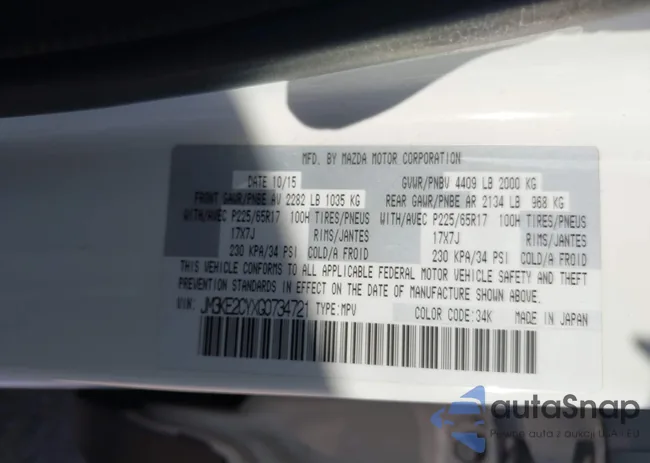 MFD. BY MAZDA MOTOR CORPORATION
DATE 10/15 GVWR/PNBV 4409 LB 2000 KG
FRONT GAWR/PNBE AV 2282 LB 1035 KG REAR GAWR/PNBE AR 2134 LB 968 KG
WITH/AVEC P225/65R17 100H TIRES/PNEUS WITH/AVEC P225/65R17 100H TIRES/PNEUS
17X7J RIMS/JANTES 17X7J RIMS/JANTES
230 KPA/34 PSI COLD/A FROID 230 KPA/34 PSI COLD/A FROID
THIS VEHICLE CONFORMS TO ALL APPLICABLE FEDERAL MOTOR VEHICLE SAFETY AND THEFT
PREVENTION STANDARDS IN EFFECT ON THE DATE OF MANUFACTURE SHOWN ABOVE.
VIN: JM3KE2CYXG0734721 TYPE:MPV COLOR CODE:34K MADE IN JAPAN
autaSnap
Pewne auta z aukcji USA - EU